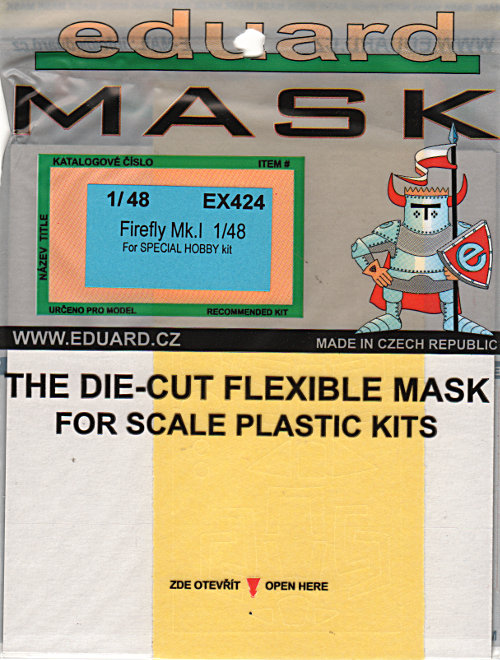 eduard
MASK
KATALOGOVÉ ČÍSLO ITEM #
1/48 EX424
Firefly Mk.I 1/48
For SPECIAL HOBBY kit
NÁZEV TITLE
URČENO PRO MODEL RECOMMENDED KIT
e
WWW.EDUARD.CZ MADE IN CZECH REPUBLIC
THE DIE-CUT FLEXIBLE MASK
FOR SCALE PLASTIC KITS
ZDE OTEVŘÍT OPEN HERE